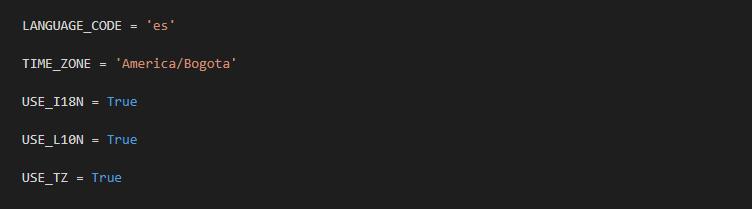 LANGUAGE_CODE = 'es'
TIME_ZONE = 'America/Bogota'
USE_I18N = True
USE_L10N = True
USE_TZ = True